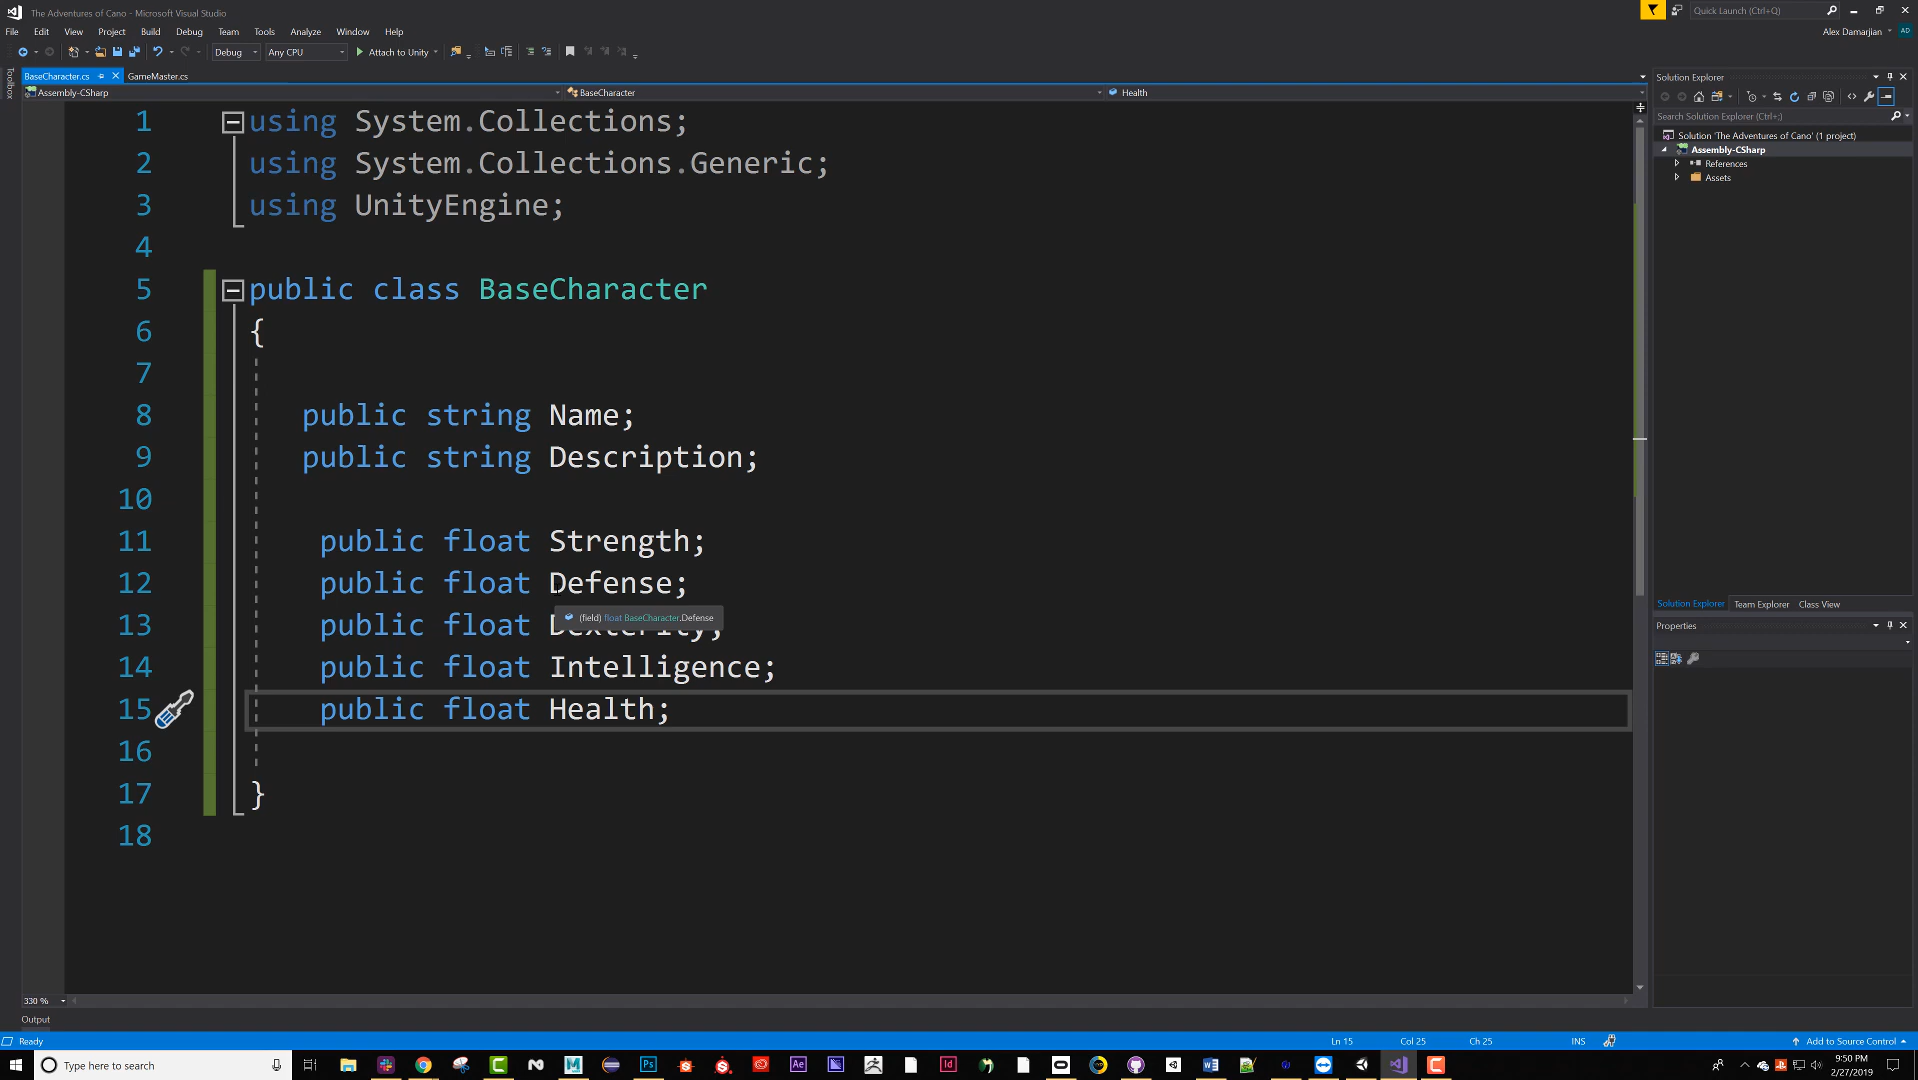 The Adventures of Cano - Microsoft Visual Studio
Quick Launch (Ctrl+Q)
File Edit View Project Build Debug Team Tools Analyze Window Help
Alex Damarjian
AD
Debug Any CPU Attach to Unity
BaseCharacter.cs GameMaster.cs
Assembly-CSharp BaseCharacter Health
Toolbox
1 using System.Collections;
2 using System.Collections.Generic;
3 using UnityEngine;
4
5 public class BaseCharacter
6 {
7
8 public string Name;
9 public string Description;
10
11 public float Strength;
12 public float Defense;
(field) float BaseCharacter.Defense
13 public float Dexterity;
14 public float Intelligence;
15 public float Health;
16
17 }
18
330 %
Output
Solution Explorer
Search Solution Explorer (Ctrl+;)
Solution 'The Adventures of Cano' (1 project)
Assembly-CSharp
References
Assets
Solution Explorer Team Explorer Class View
Properties
Ready Ln 15 Col 25 Ch 25 INS Add to Source Control
Type here to search
M
Ps
Ae
Id
9:50 PM
2/27/2019